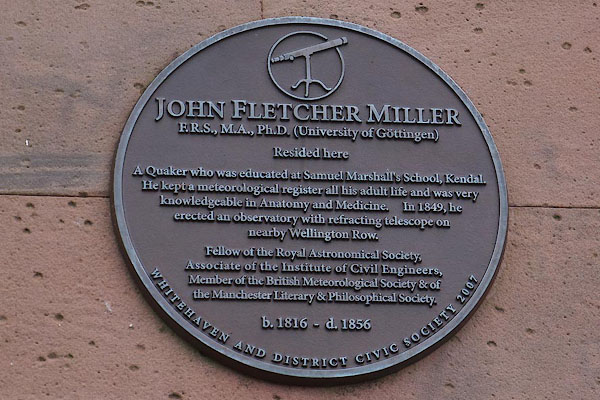 JOHN FLETCHER MILLER
F.R.S., M.A., Ph.D. (University of Göttingen)
Resided here
A Quaker who was educated at Samuel Marshall's School, Kendal.
He kept a meteorological register all his adult life and was very
knowledgeable in Anatomy and Medicine. In 1849, he
erected an observatory with refracting telescope on
nearby Wellington Row.
Fellow of the Royal Astronomical Society,
Associate of the Institute of Civil Engineers,
Member of the British Meteorological Society & of
the Manchester Literary & Philosophical Society.
b. 1816 - d. 1856
WHITEHAVEN AND DISTRICT CIVIC SOCIETY 2007